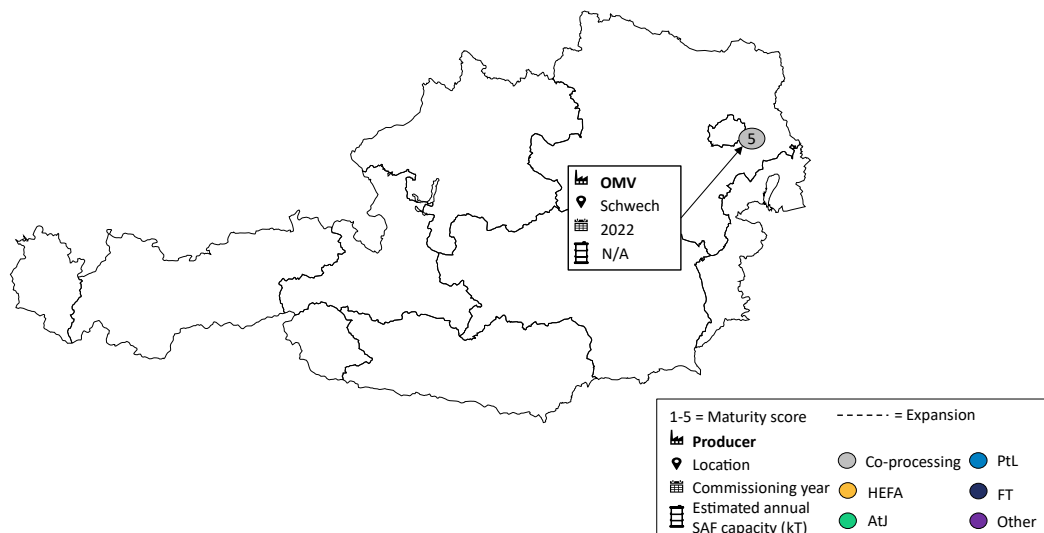 5
OMV
Schwech
2022
N/A
1-5 = Maturity score
Producer
Location
Commissioning year
Estimated annual
SAF capacity (kT)
= Expansion
Co-processing
PtL
HEFA
FT
AtJ
Other